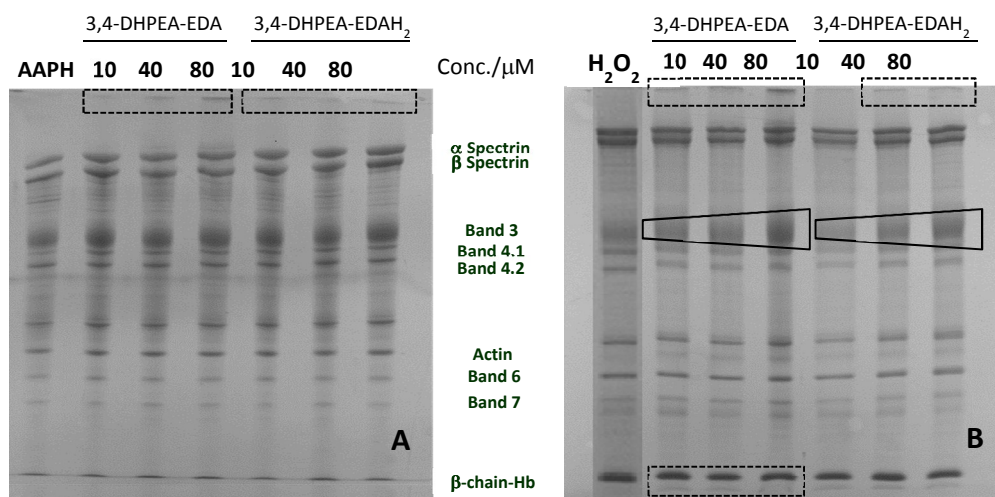 3,4-DHPEA-EDA 3,4-DHPEA-EDAH2
AAPH 10 40 80 10 40 80 Conc./μM
α Spectrin
β Spectrin
Band 3
Band 4.1
Band 4.2
Actin
Band 6
Band 7
β-chain-Hb
A
3,4-DHPEA-EDA 3,4-DHPEA-EDAH2
H2O2 10 40 80 10 40 80
B